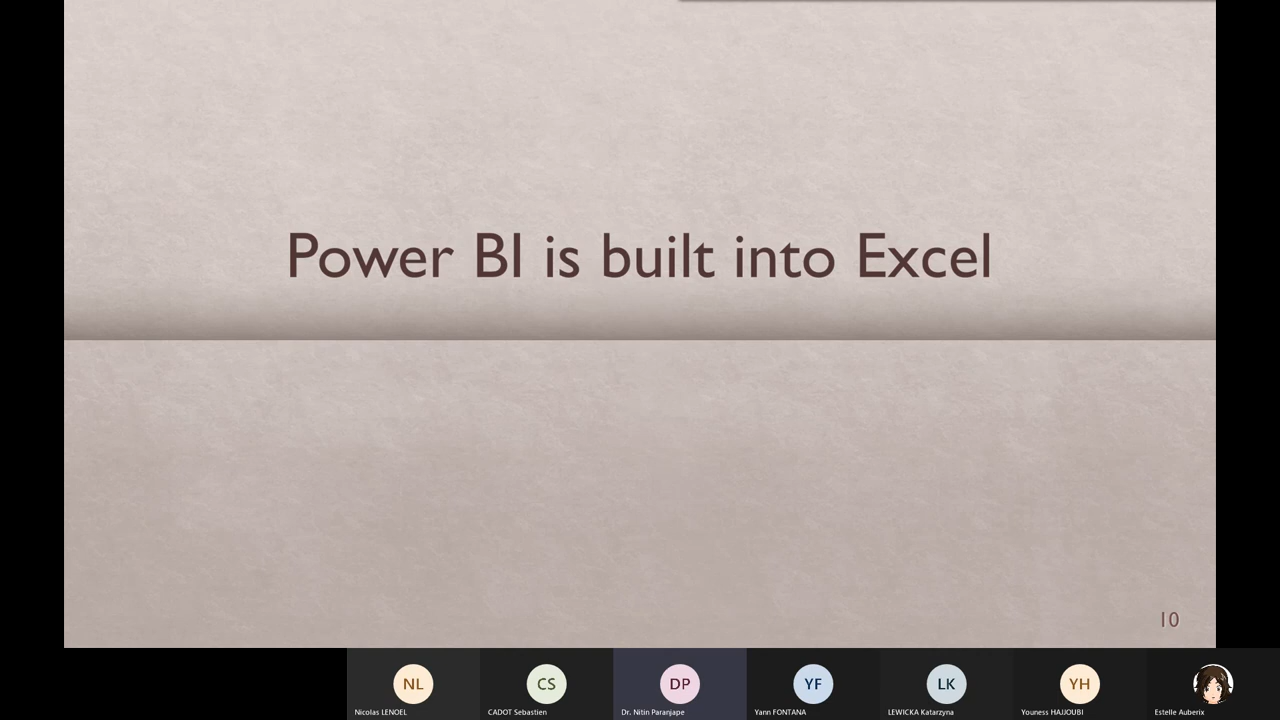 Power BI is built into Excel
10
NL
CS
DP
YF
LK
YH
Nicolas LENOEL
CADOT Sebastien
Dr. Nitin Paranjape
Yann FONTANA
LEWICKA Katarzyna
Youness HAJJOUBI
Estelle Auberix